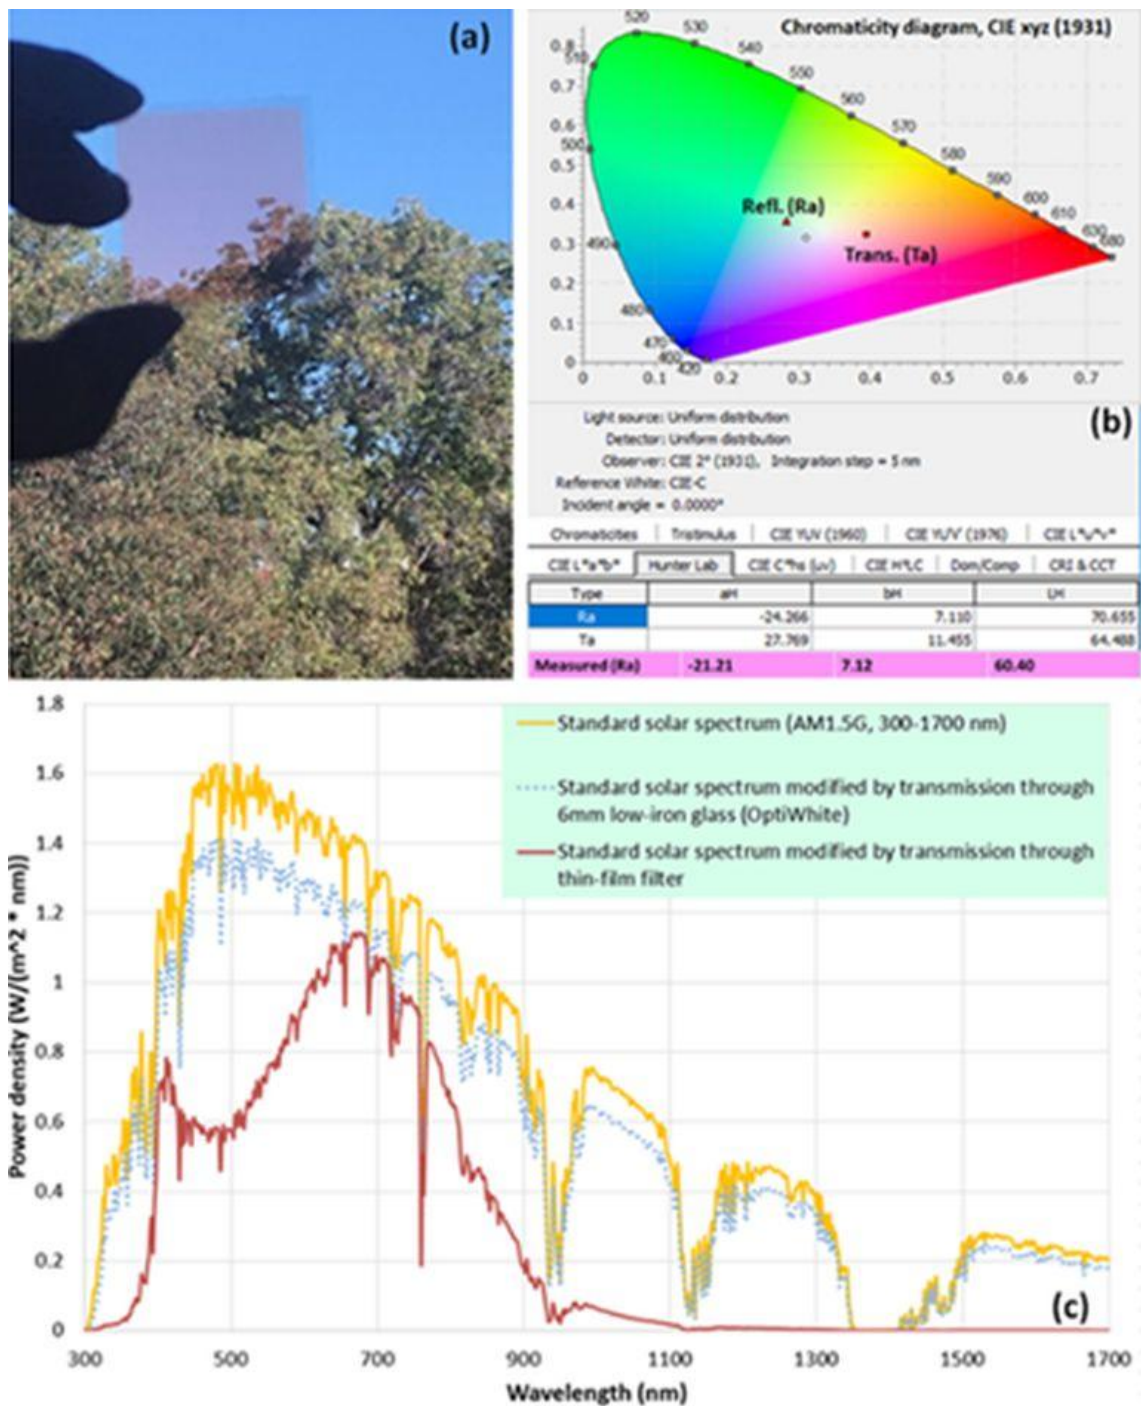 (a)
Chromaticity diagram, CIE xyz (1931)
520
530
540
550
560
570
580
590
600
610
630
680
510
500
490
480
470
460
420
0.8
0.7
0.6
0.5
0.4
0.3
0.2
0.1
0
Refl. (Ra)
Trans. (Ta)
0 0.1 0.2 0.3 0.4 0.5 0.6 0.7
(b)
Light source: Uniform distribution
Detector: Uniform distribution
Observer: CIE 2° (1931), Integration step = 5 nm
Reference White: CIE-C
Incident angle = 0.0000°
Chromaticities Tristimulus CIE YUV (1960) CIE YU'V' (1976) CIE L*u*v*
CIE L*a*b* Hunter Lab CIE C*hs (uv) CIE H*LC Dom/Comp CRI & CCT
Type aH bH LH
Ra -24.266 7.110 70.655
Ta 27.769 11.455 64.488
Measured (Ra) -21.21 7.12 60.40
Standard solar spectrum (AM1.5G, 300-1700 nm)
Standard solar spectrum modified by transmission through
6mm low-iron glass (OptiWhite)
Standard solar spectrum modified by transmission through
thin-film filter
Power density (W/(m^2 * nm))
1.8
1.6
1.4
1.2
1
0.8
0.6
0.4
0.2
0
(c)
300 500 700 900 1100 1300 1500 1700
Wavelength (nm)